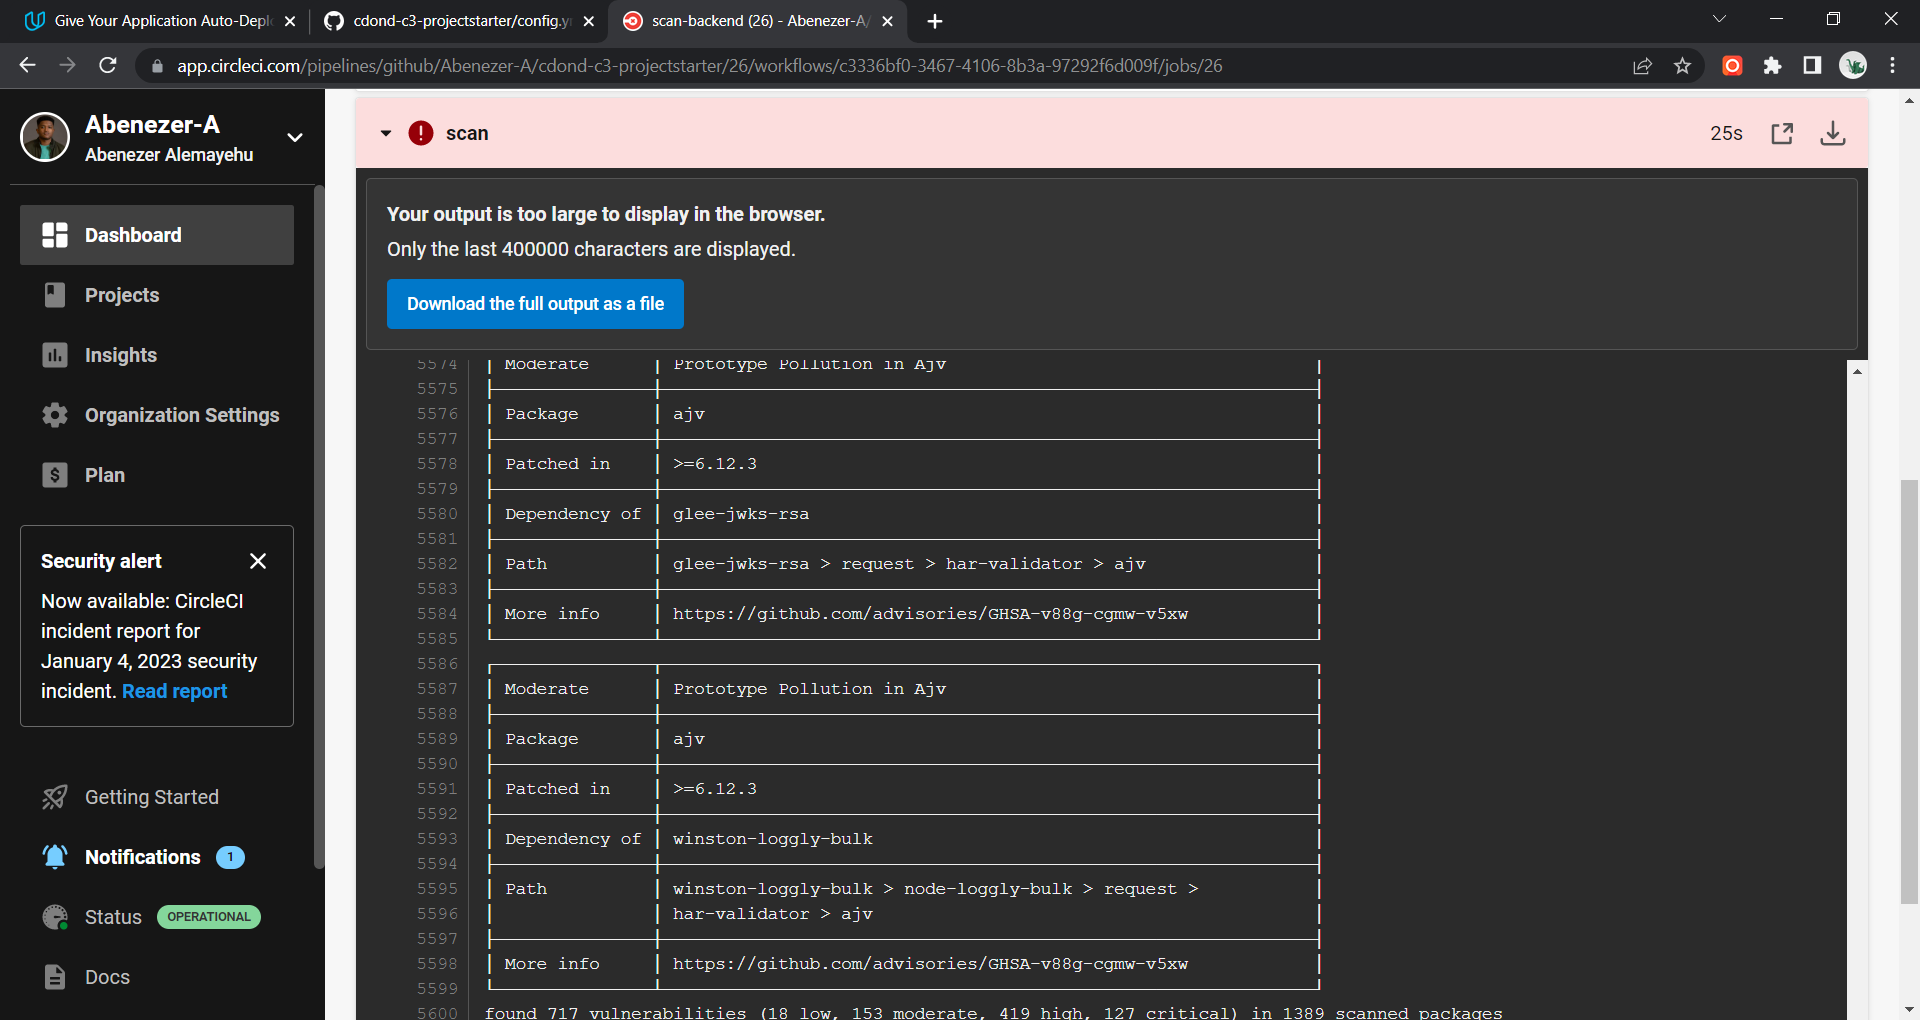 Give Your Application Auto-Depl
cdond-c3-projectstarter/config.y
scan-backend (26) - Abenezer-A/
app.circleci.com/pipelines/github/Abenezer-A/cdond-c3-projectstarter/26/workflows/c3336bf0-3467-4106-8b3a-97292f6d009f/jobs/26
Abenezer-A
Abenezer Alemayehu
Dashboard
Projects
Insights
Organization Settings
Plan
Security alert
Now available: CircleCI
incident report for
January 4, 2023 security
incident. Read report
Getting Started
Notifications 1
Status OPERATIONAL
Docs
scan
25s
Your output is too large to display in the browser.
Only the last 400000 characters are displayed.
Download the full output as a file
5574 Moderate Prototype Pollution in Ajv
5575
5576 Package ajv
5577
5578 Patched in >=6.12.3
5579
5580 Dependency of glee-jwks-rsa
5581
5582 Path glee-jwks-rsa > request > har-validator > ajv
5583
5584 More info https://github.com/advisories/GHSA-v88g-cgmw-v5xw
5585
5586
5587 Moderate Prototype Pollution in Ajv
5588
5589 Package ajv
5590
5591 Patched in >=6.12.3
5592
5593 Dependency of winston-loggly-bulk
5594
5595 Path winston-loggly-bulk > node-loggly-bulk > request >
5596 har-validator > ajv
5597
5598 More info https://github.com/advisories/GHSA-v88g-cgmw-v5xw
5599
5600 found 717 vulnerabilities (18 low, 153 moderate, 419 high, 127 critical) in 1389 scanned packages